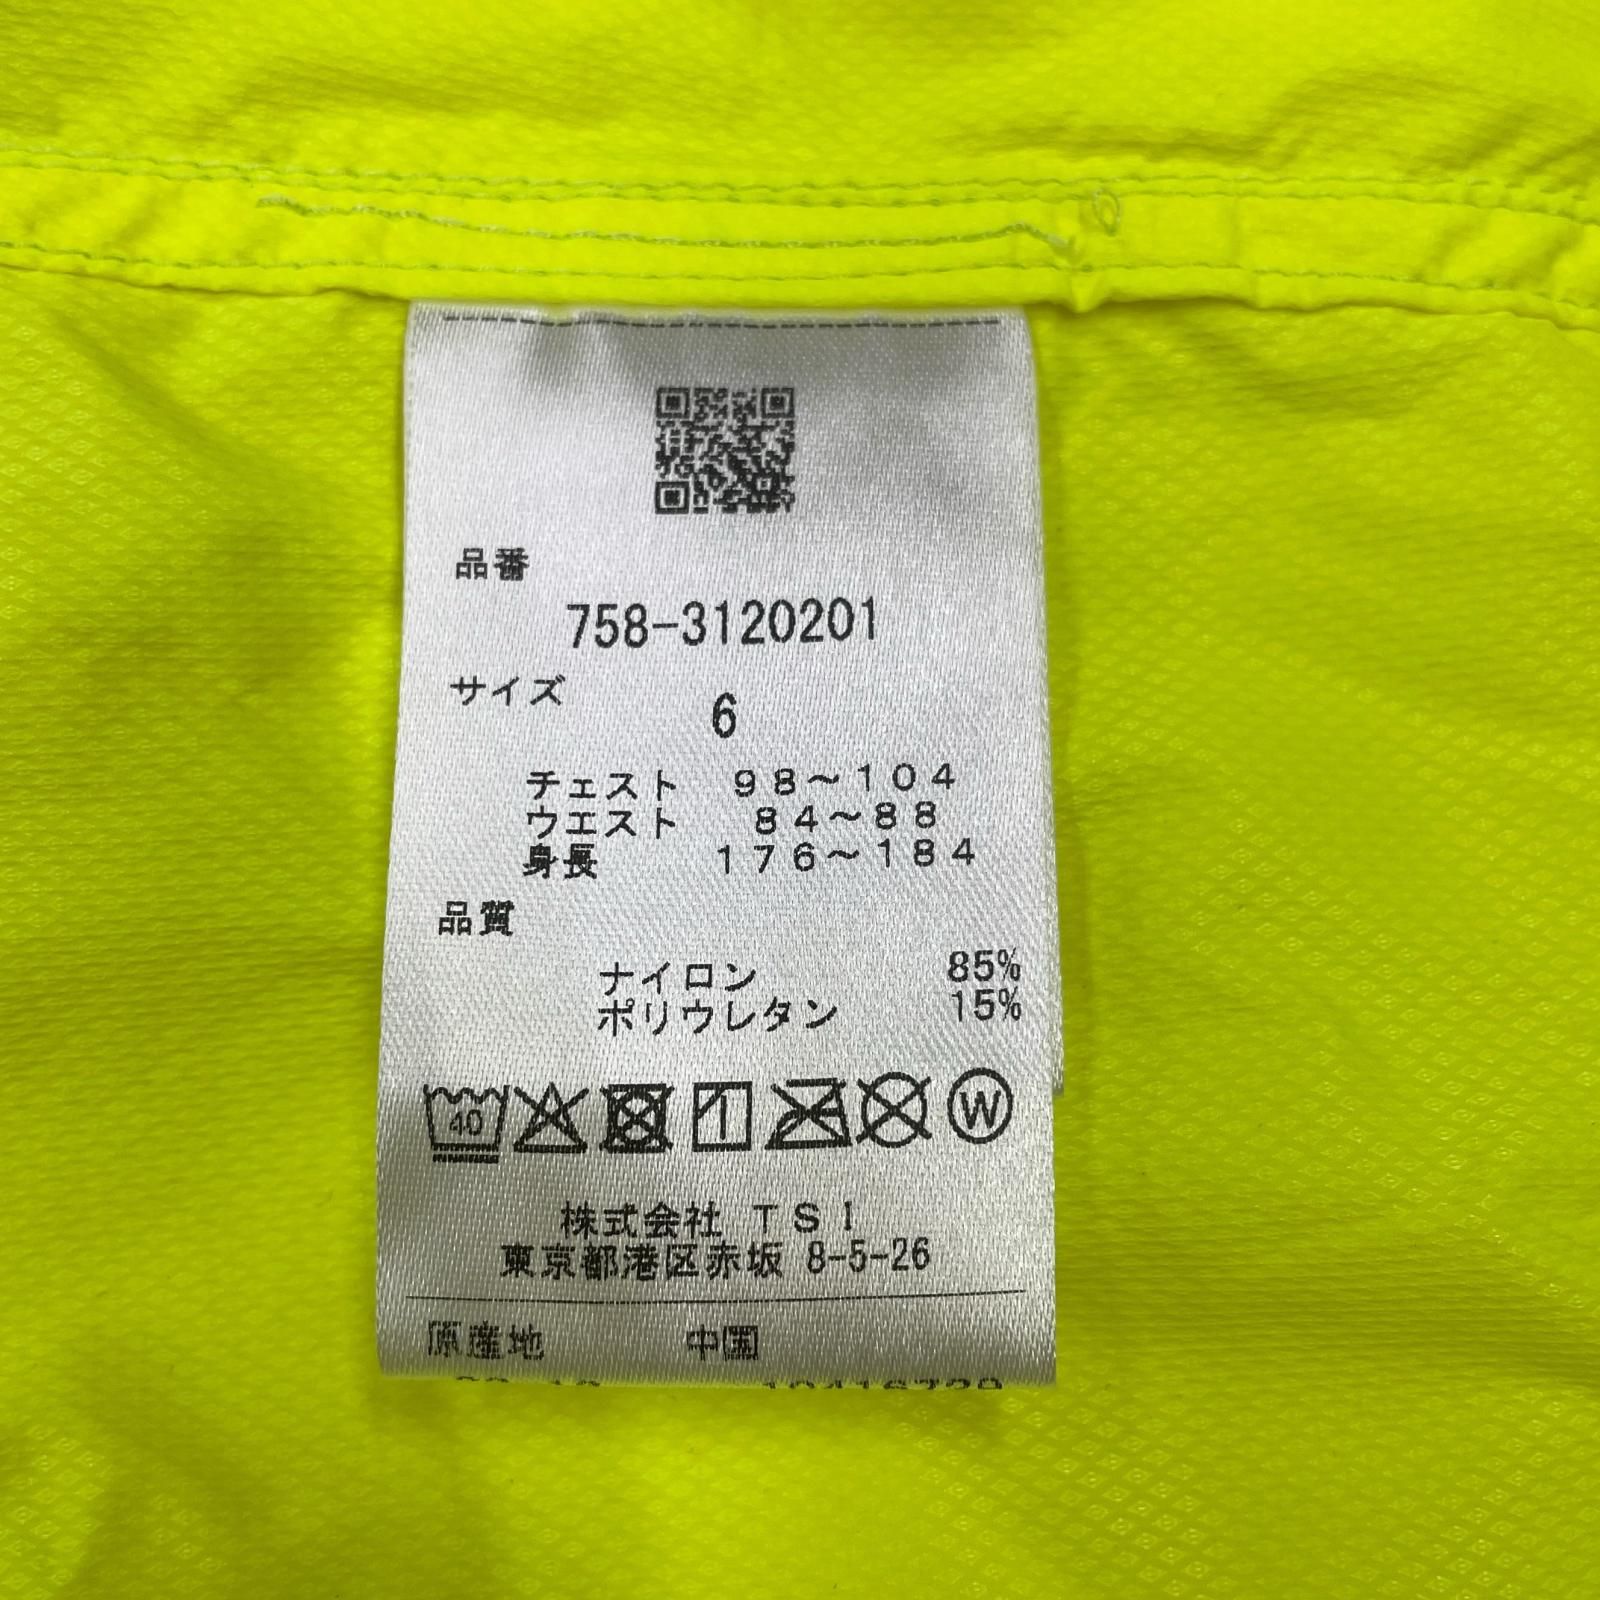 品番
758-3120201
サイズ 6
チェスト 98～104
ウエスト 84～88
身長 176～184
品質
ナイロン 85%
ポリウレタン 15%
40 1 W
株式会社 TSI
東京都港区赤坂 8-5-26
原産地 中国